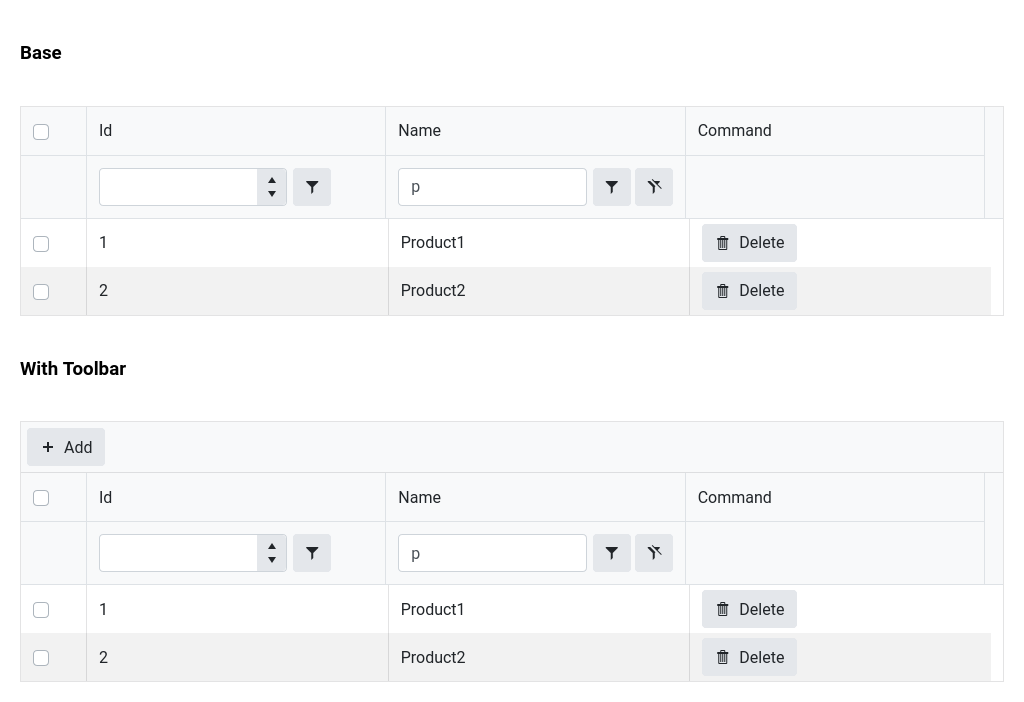 Base
Id Name Command
p
1 Product1 Delete
2 Product2 Delete
With Toolbar
Add
Id Name Command
p
1 Product1 Delete
2 Product2 Delete